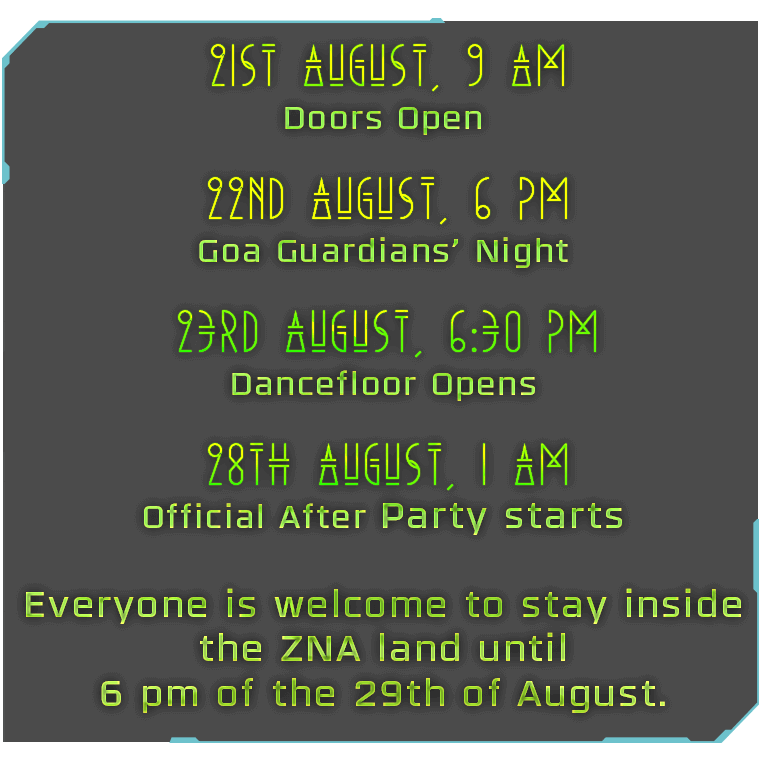 21ST AUGUST, 9 AM
Doors Open
22ND AUGUST, 6 PM
Goa Guardians’ Night
23RD AUGUST, 6:30 PM
Dancefloor Opens
28TH AUGUST, 1 AM
Official After Party starts
Everyone is welcome to stay inside
the ZNA land until
6 pm of the 29th of August.